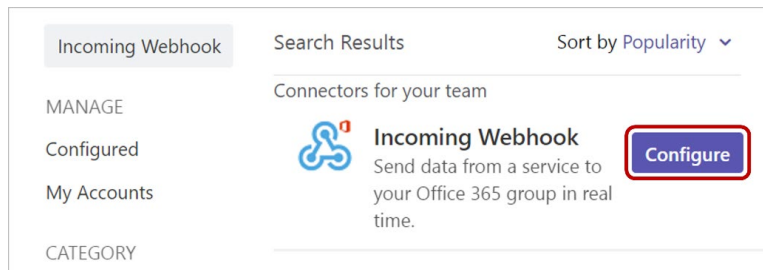 Incoming Webhook
MANAGE
Configured
My Accounts
CATEGORY
Search Results
Sort by Popularity
Connectors for your team
Incoming Webhook
Send data from a service to
your Office 365 group in real
time.
Configure